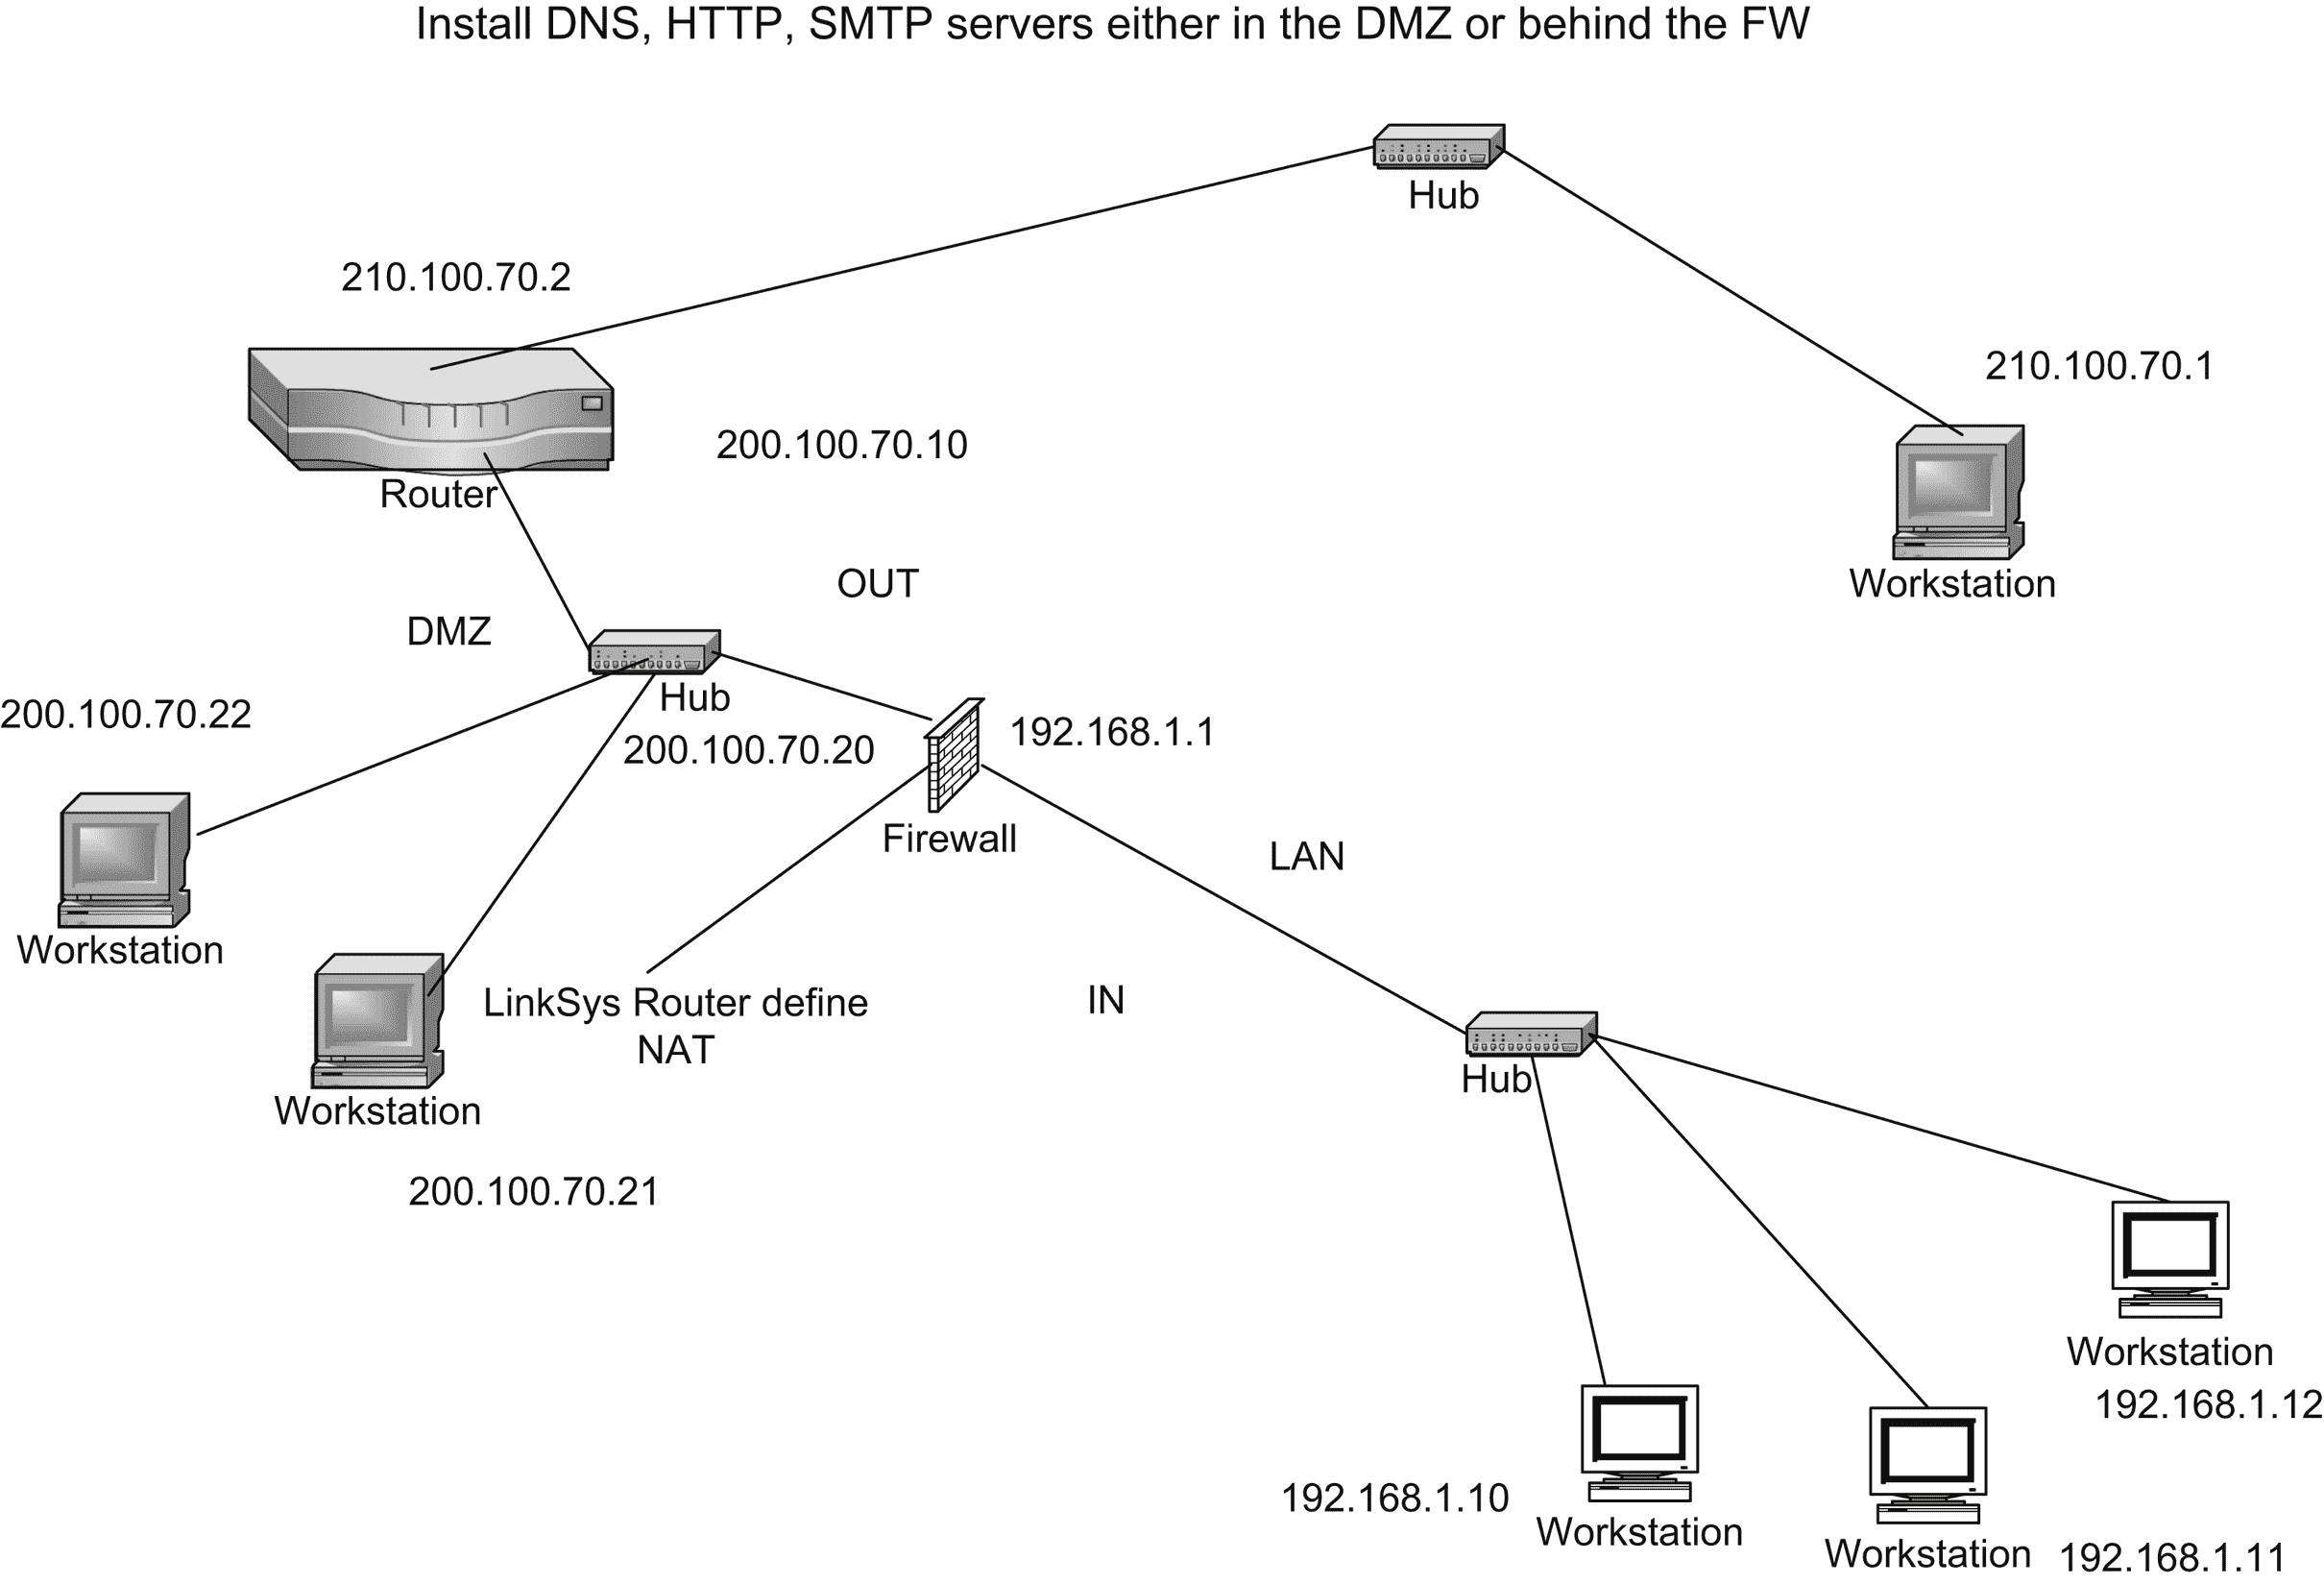 Install DNS, HTTP, SMTP servers either in the DMZ or behind the FW
Hub
210.100.70.2
210.100.70.1
200.100.70.10
Router
Workstation
OUT
DMZ
Hub
200.100.70.22
192.168.1.1
200.100.70.20
Firewall
LAN
Workstation
LinkSys Router define
NAT
IN
Hub
Workstation
200.100.70.21
Workstation
192.168.1.12
192.168.1.10
Workstation
Workstation
192.168.1.11